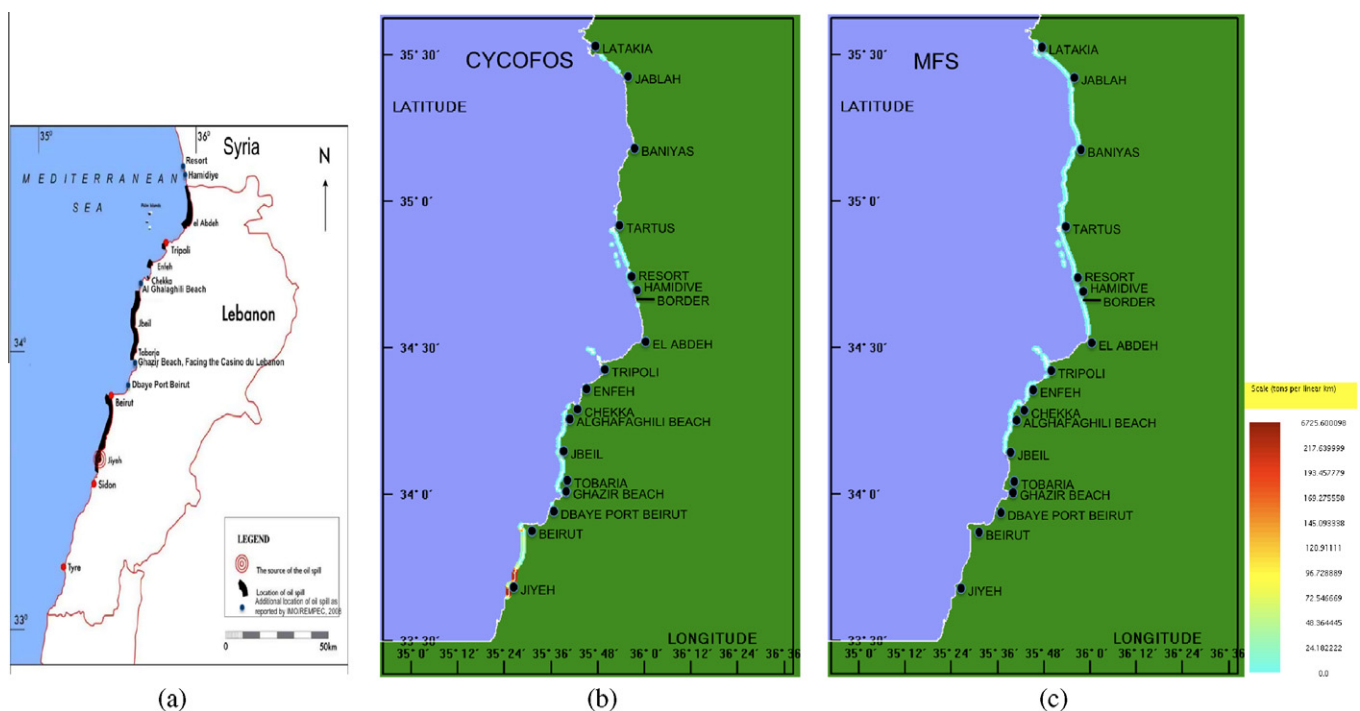 35°
36°
Syria
N
Resort
Hamidiye
MEDITERRANEAN
SEA
el Abdeh
Tripoli
Enfeh
Chekka
Al Ghalaghili Beach
Lebanon
Jbeil
34
Tabarja
Ghazir Beach, Facing the Casino du Lebanon
Dbaye Port Beirut
Beirut
Jiyeh
Sidon
Tyre
33
LEGEND
The source of the oil spill
Location of oil spill
Additional location of oil spill as
reported by IMO/REMPEC, 2006
0 50km
(a)
CYCOFOS
LATITUDE
35° 30'
35° 0'
34° 30'
34° 0'
33° 30'
LATAKIA
JABLAH
BANIYAS
TARTUS
RESORT
HAMIDIVE
BORDER
EL ABDEH
TRIPOLI
ENFEH
CHEKKA
ALGHAFAGHILI BEACH
JBEIL
TOBARIA
GHAZIR BEACH
DBAYE PORT BEIRUT
BEIRUT
JIYEH
LONGITUDE
35° 0' 35° 12' 35° 24' 35° 36' 35° 48' 36° 0' 36° 12' 36° 24' 36° 36'
(b)
MFS
LATITUDE
35° 30'
35° 0'
34° 30'
34° 0'
33° 30'
LATAKIA
JABLAH
BANIYAS
TARTUS
RESORT
HAMIDIVE
BORDER
EL ABDEH
TRIPOLI
ENFEH
CHEKKA
ALGHAFAGHILI BEACH
JBEIL
TOBARIA
GHAZIR BEACH
DBAYE PORT BEIRUT
BEIRUT
JIYEH
LONGITUDE
35° 0' 35° 12' 35° 24' 35° 36' 35° 48' 36° 0' 36° 12' 36° 24' 36° 36'
(c)
Scale (tons per linear km)
6725.600098
217.639999
193.457779
169.275558
145.093338
120.91111
96.728889
72.546669
48.364445
24.182222
0.0